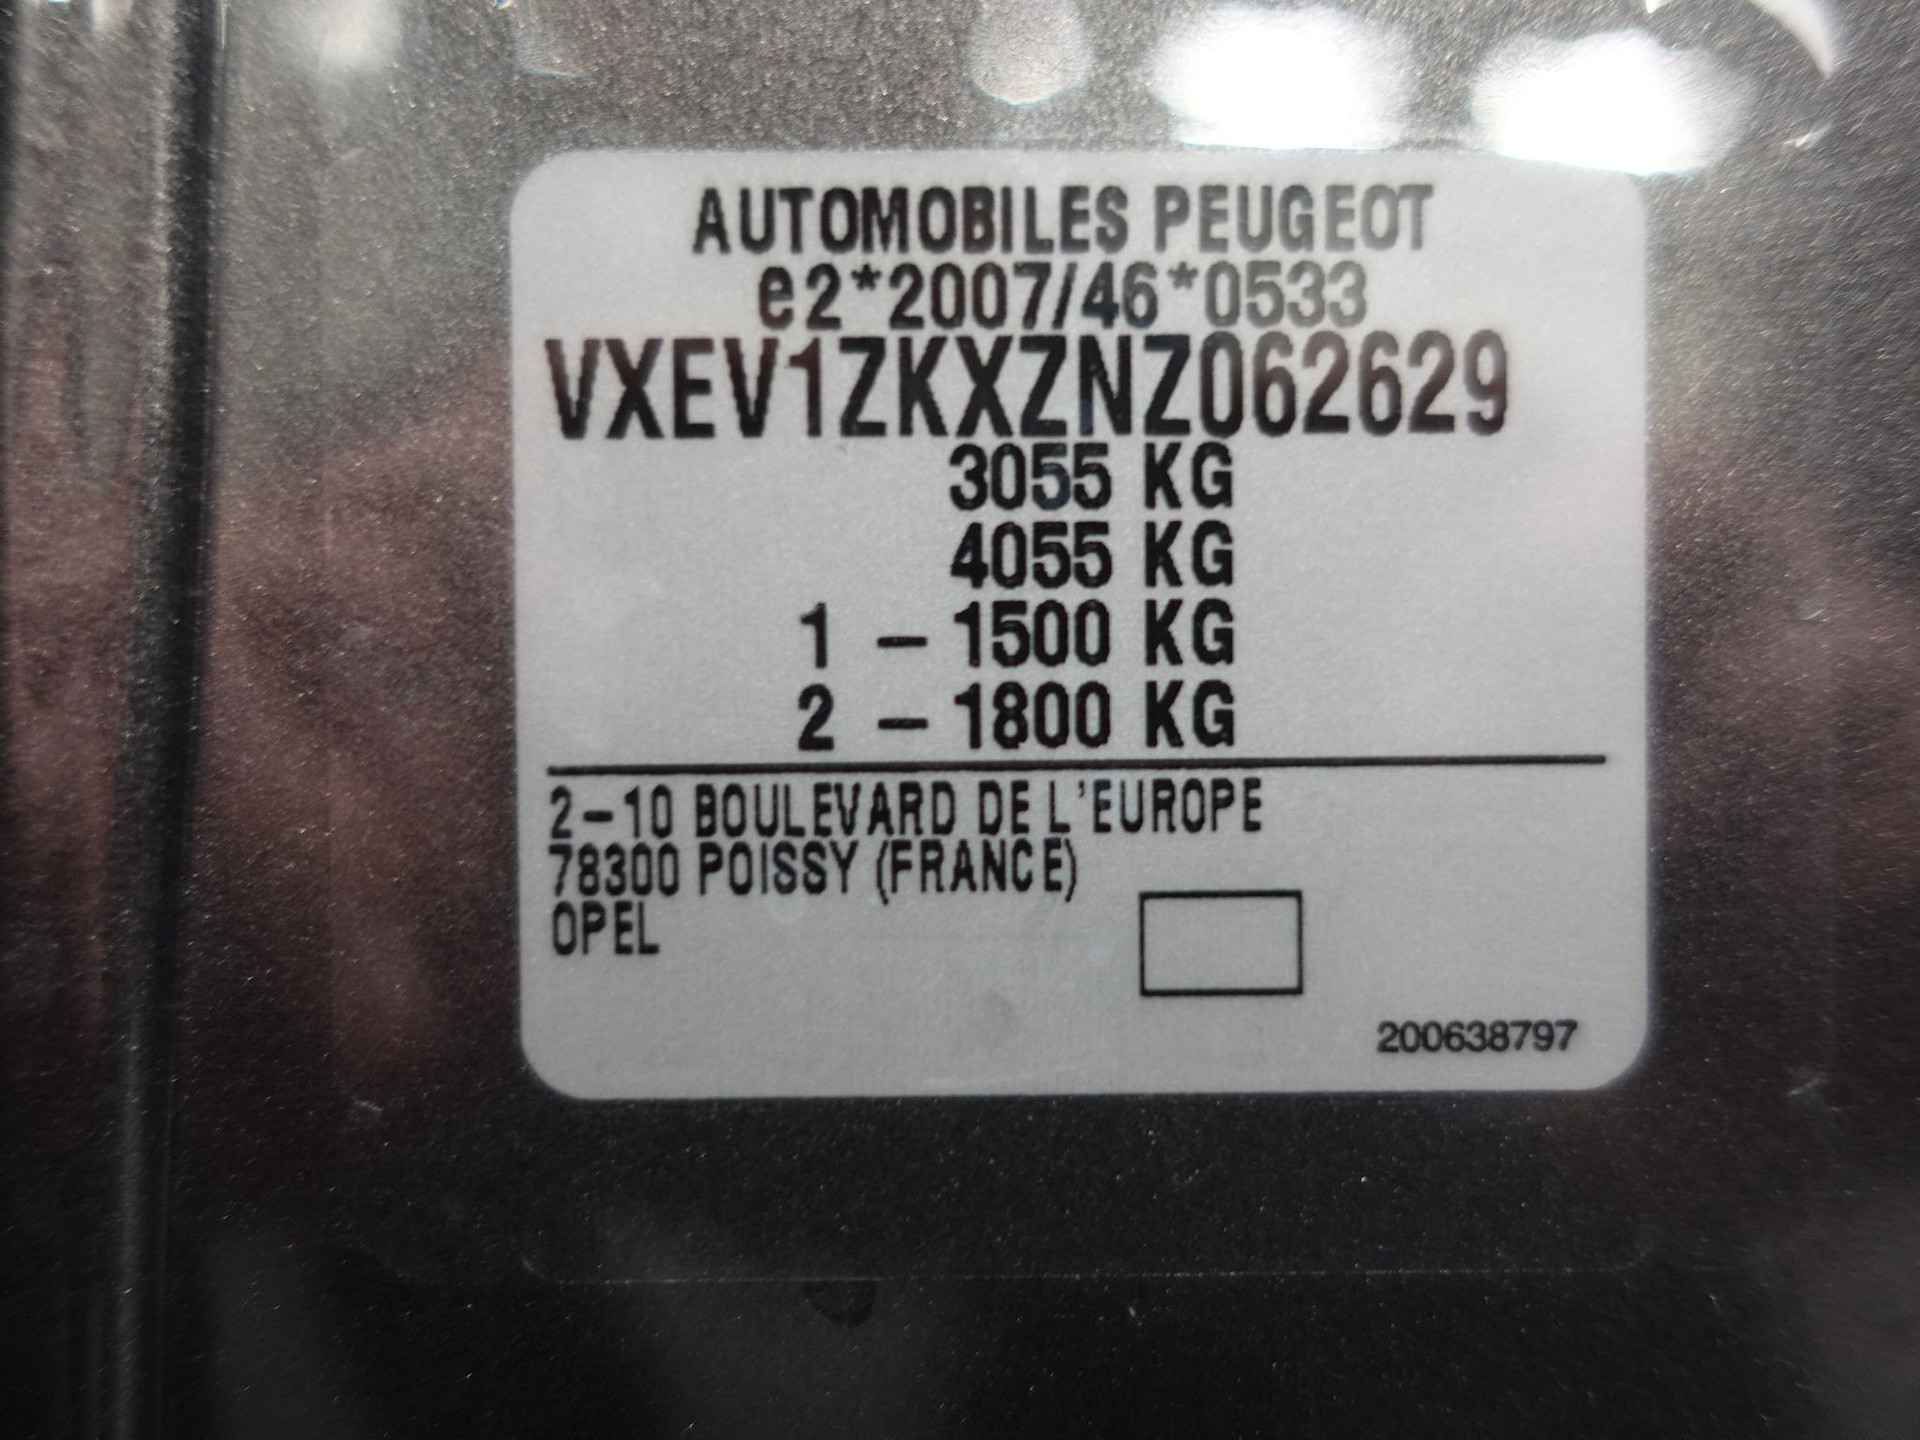 AUTOMOBILES PEUGEOT
e2*2007/46*0533
VXEV1ZKXZNZ062629
3055 KG
4055 KG
1 - 1500 KG
2 - 1800 KG
2-10 BOULEVARD DE L'EUROPE
78300 POISSY (FRANCE)
OPEL
200638797